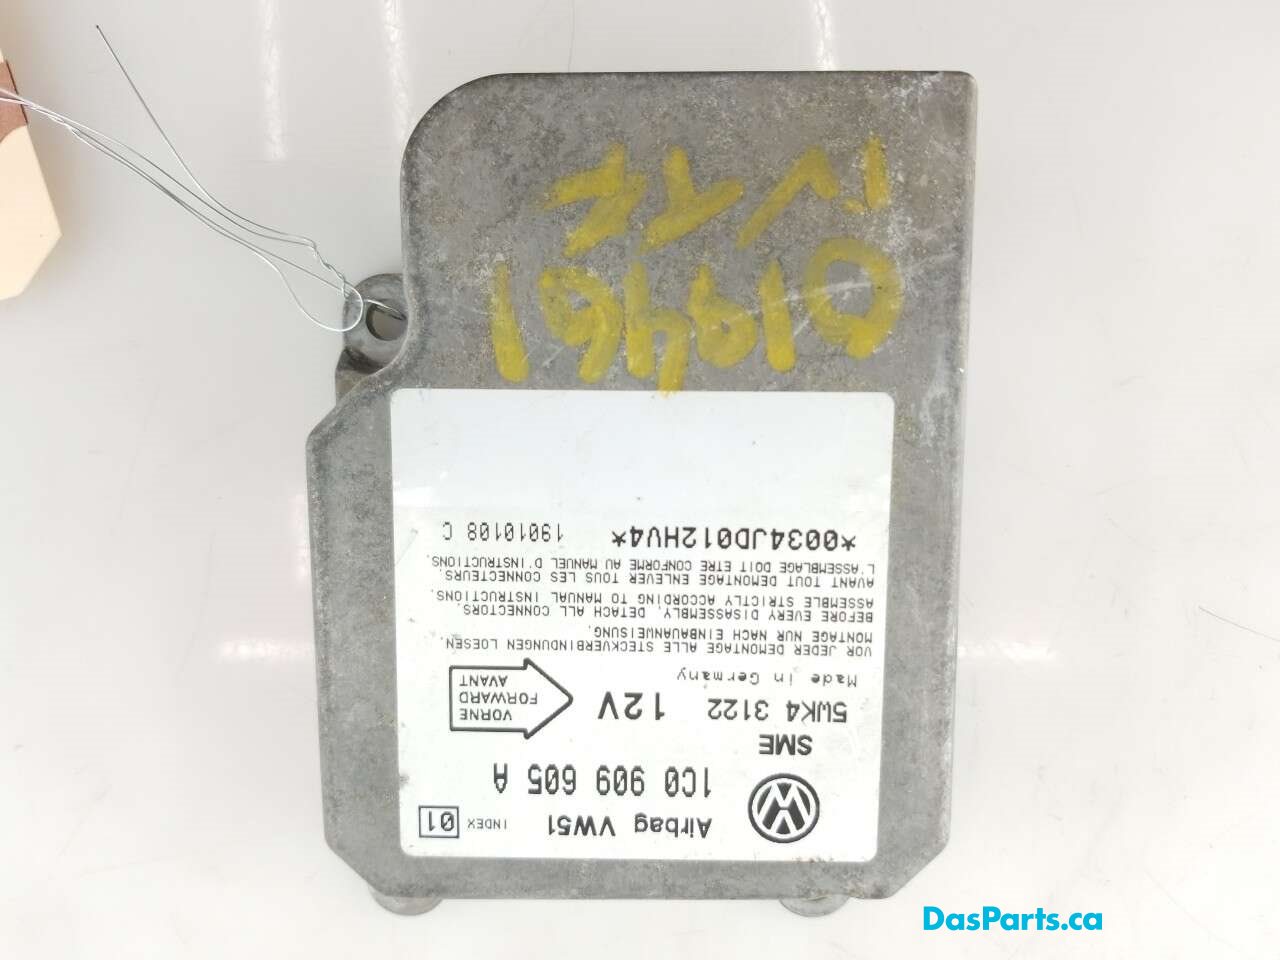 Airbag VW51 INDEX 01
1C0 909 605 A
SME
5WK4 3122 12V
VORNE
FORWARD
AVANT
Made in Germany
VOR JEDER DEMONTAGE ALLE STECKVERBINDUNGEN LOESEN.
MONTAGE NUR NACH EINBAUANWEISUNG.
BEFORE EVERY DISASSEMBLY, DETACH ALL CONNECTORS.
ASSEMBLE STRICTLY ACCORDING TO MANUAL INSTRUCTIONS.
AVANT TOUT DEMONTAGE ENLEVER TOUS LES CONNECTEURS.
L'ASSEMBLAGE DOIT ETRE CONFORME AU MANUEL D'INSTRUCTIONS.
*0034JD012HV4* 19010108 C
DasParts.ca